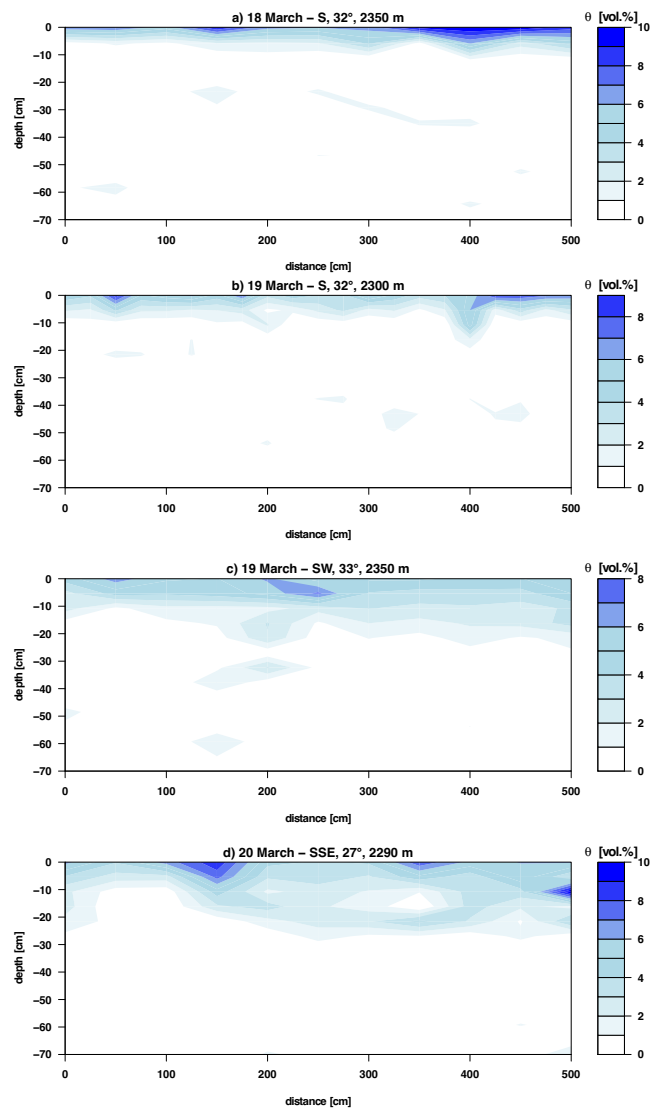 a) 18 March – S, 32°, 2350 m
θ [vol.%]
0
−10
−20
−30
−40
−50
−60
−70
depth [cm]
0 100 200 300 400 500
distance [cm]
10
8
6
4
2
0
b) 19 March – S, 32°, 2300 m
θ [vol.%]
0
−10
−20
−30
−40
−50
−60
−70
depth [cm]
0 100 200 300 400 500
distance [cm]
8
6
4
2
0
c) 19 March – SW, 33°, 2350 m
θ [vol.%]
0
−10
−20
−30
−40
−50
−60
−70
depth [cm]
0 100 200 300 400 500
distance [cm]
8
6
4
2
0
d) 20 March – SSE, 27°, 2290 m
θ [vol.%]
0
−10
−20
−30
−40
−50
−60
−70
depth [cm]
0 100 200 300 400 500
distance [cm]
10
8
6
4
2
0